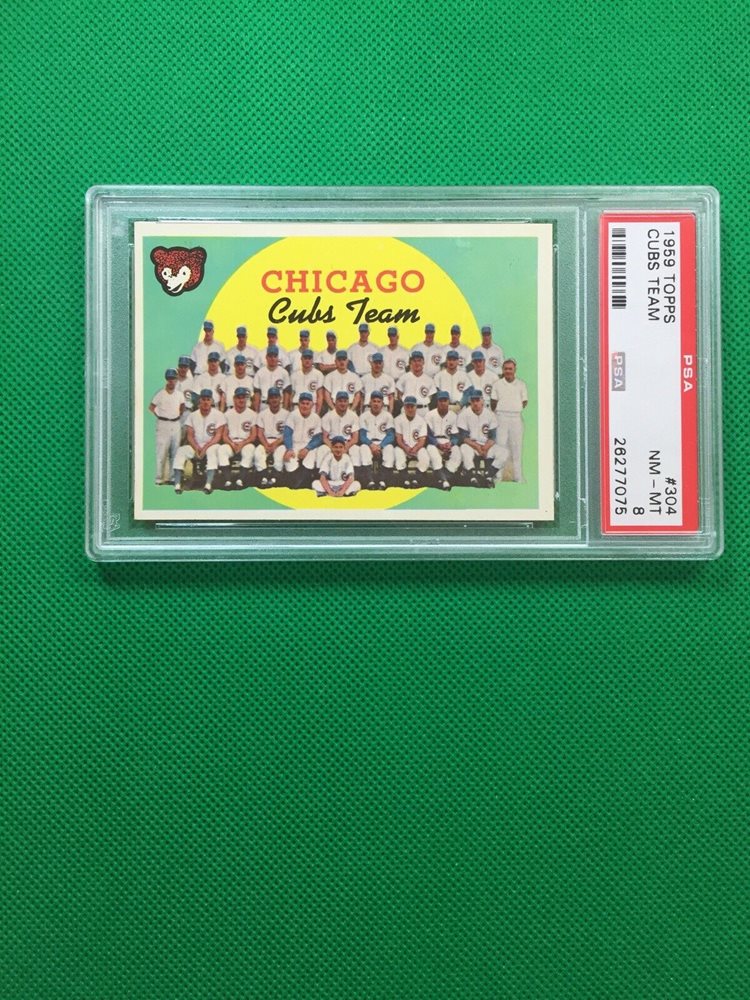 CHICAGO
Cubs Team
1959 TOPPS
CUBS TEAM
PSA
PSA
#304
NM - MT
8
26277075